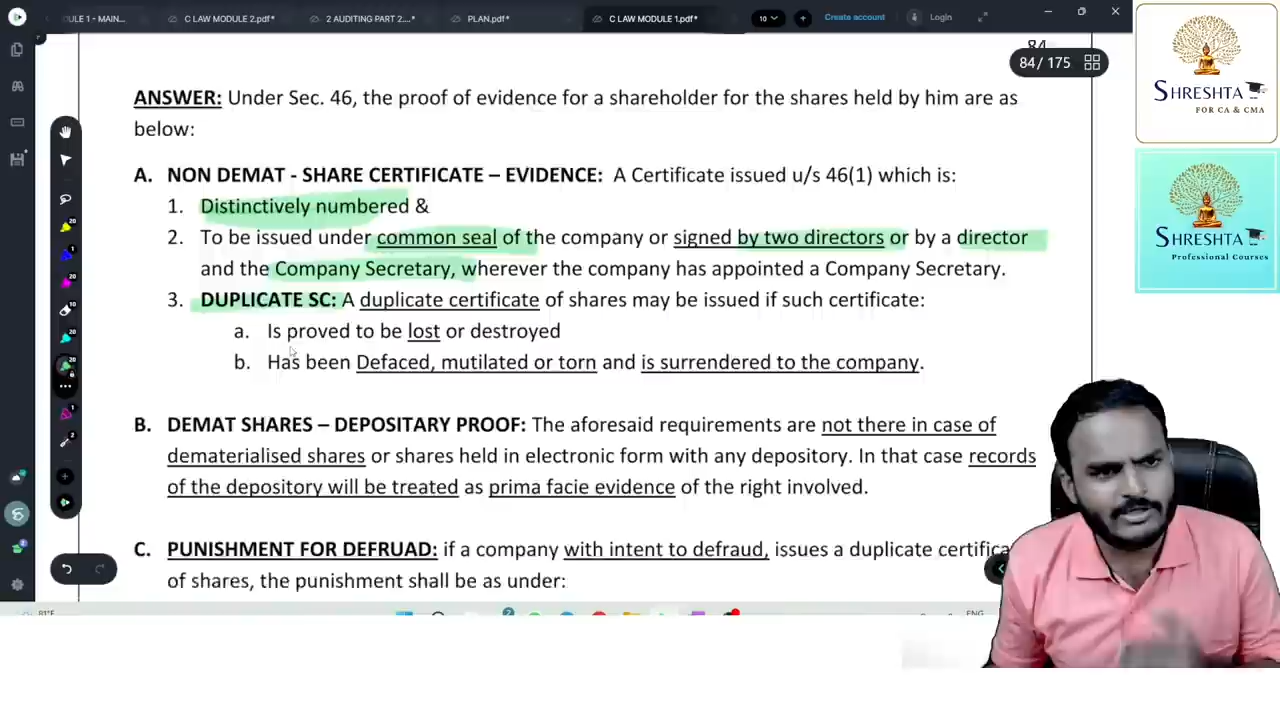 ULE 1 - MAIN...
C LAW MODULE 2.pdf*
2 AUDITING PART 2....*
PLAN.pdf*
C LAW MODULE 1.pdf*
10
Create account
Login
84
84 / 175
SHRESHTA
FOR CA & CMA
ANSWER: Under Sec. 46, the proof of evidence for a shareholder for the shares held by him are as
below:
A. NON DEMAT - SHARE CERTIFICATE – EVIDENCE: A Certificate issued u/s 46(1) which is:
1. Distinctively numbered &
2. To be issued under common seal of the company or signed by two directors or by a director
and the Company Secretary, wherever the company has appointed a Company Secretary.
3. DUPLICATE SC: A duplicate certificate of shares may be issued if such certificate:
a. Is proved to be lost or destroyed
b. Has been Defaced, mutilated or torn and is surrendered to the company.
SHRESHTA
Professional Courses
B. DEMAT SHARES – DEPOSITARY PROOF: The aforesaid requirements are not there in case of
dematerialised shares or shares held in electronic form with any depository. In that case records
of the depository will be treated as prima facie evidence of the right involved.
C. PUNISHMENT FOR DEFRUAD: if a company with intent to defraud, issues a duplicate certifica
of shares, the punishment shall be as under:
81°F
ENG